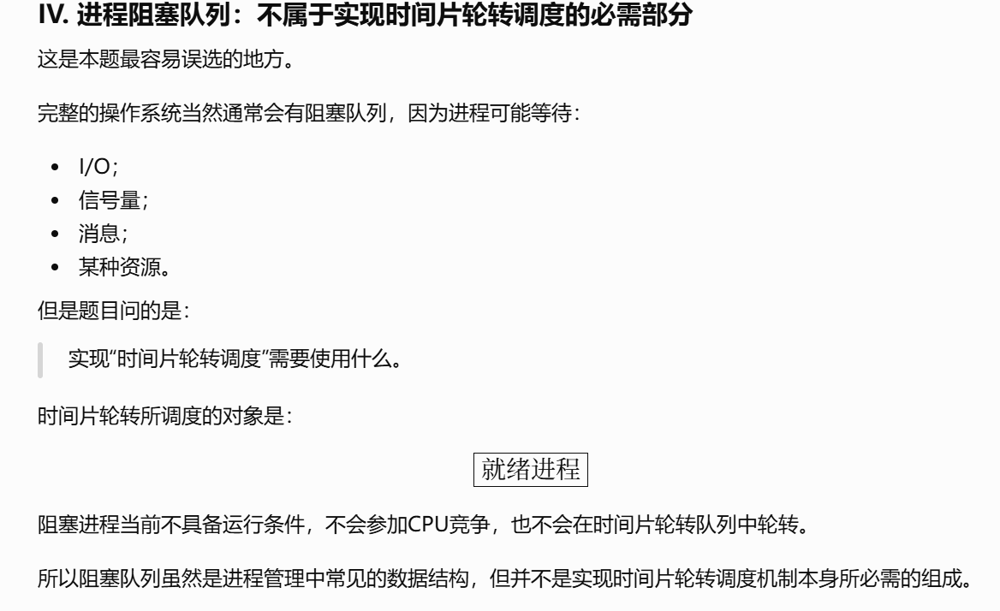 IV. 进程阻塞队列：不属于实现时间片轮转调度的必需部分
这是本题最容易误选的地方。
完整的操作系统当然通常会有阻塞队列，因为进程可能等待：
• I/O；
• 信号量；
• 消息；
• 某种资源。
但是题目问的是：
实现“时间片轮转调度”需要使用什么。
时间片轮转所调度的对象是：
就绪进程
阻塞进程当前不具备运行条件，不会参加CPU竞争，也不会在时间片轮转队列中轮转。
所以阻塞队列虽然是进程管理中常见的数据结构，但并不是实现时间片轮转调度机制本身所必需的组成。